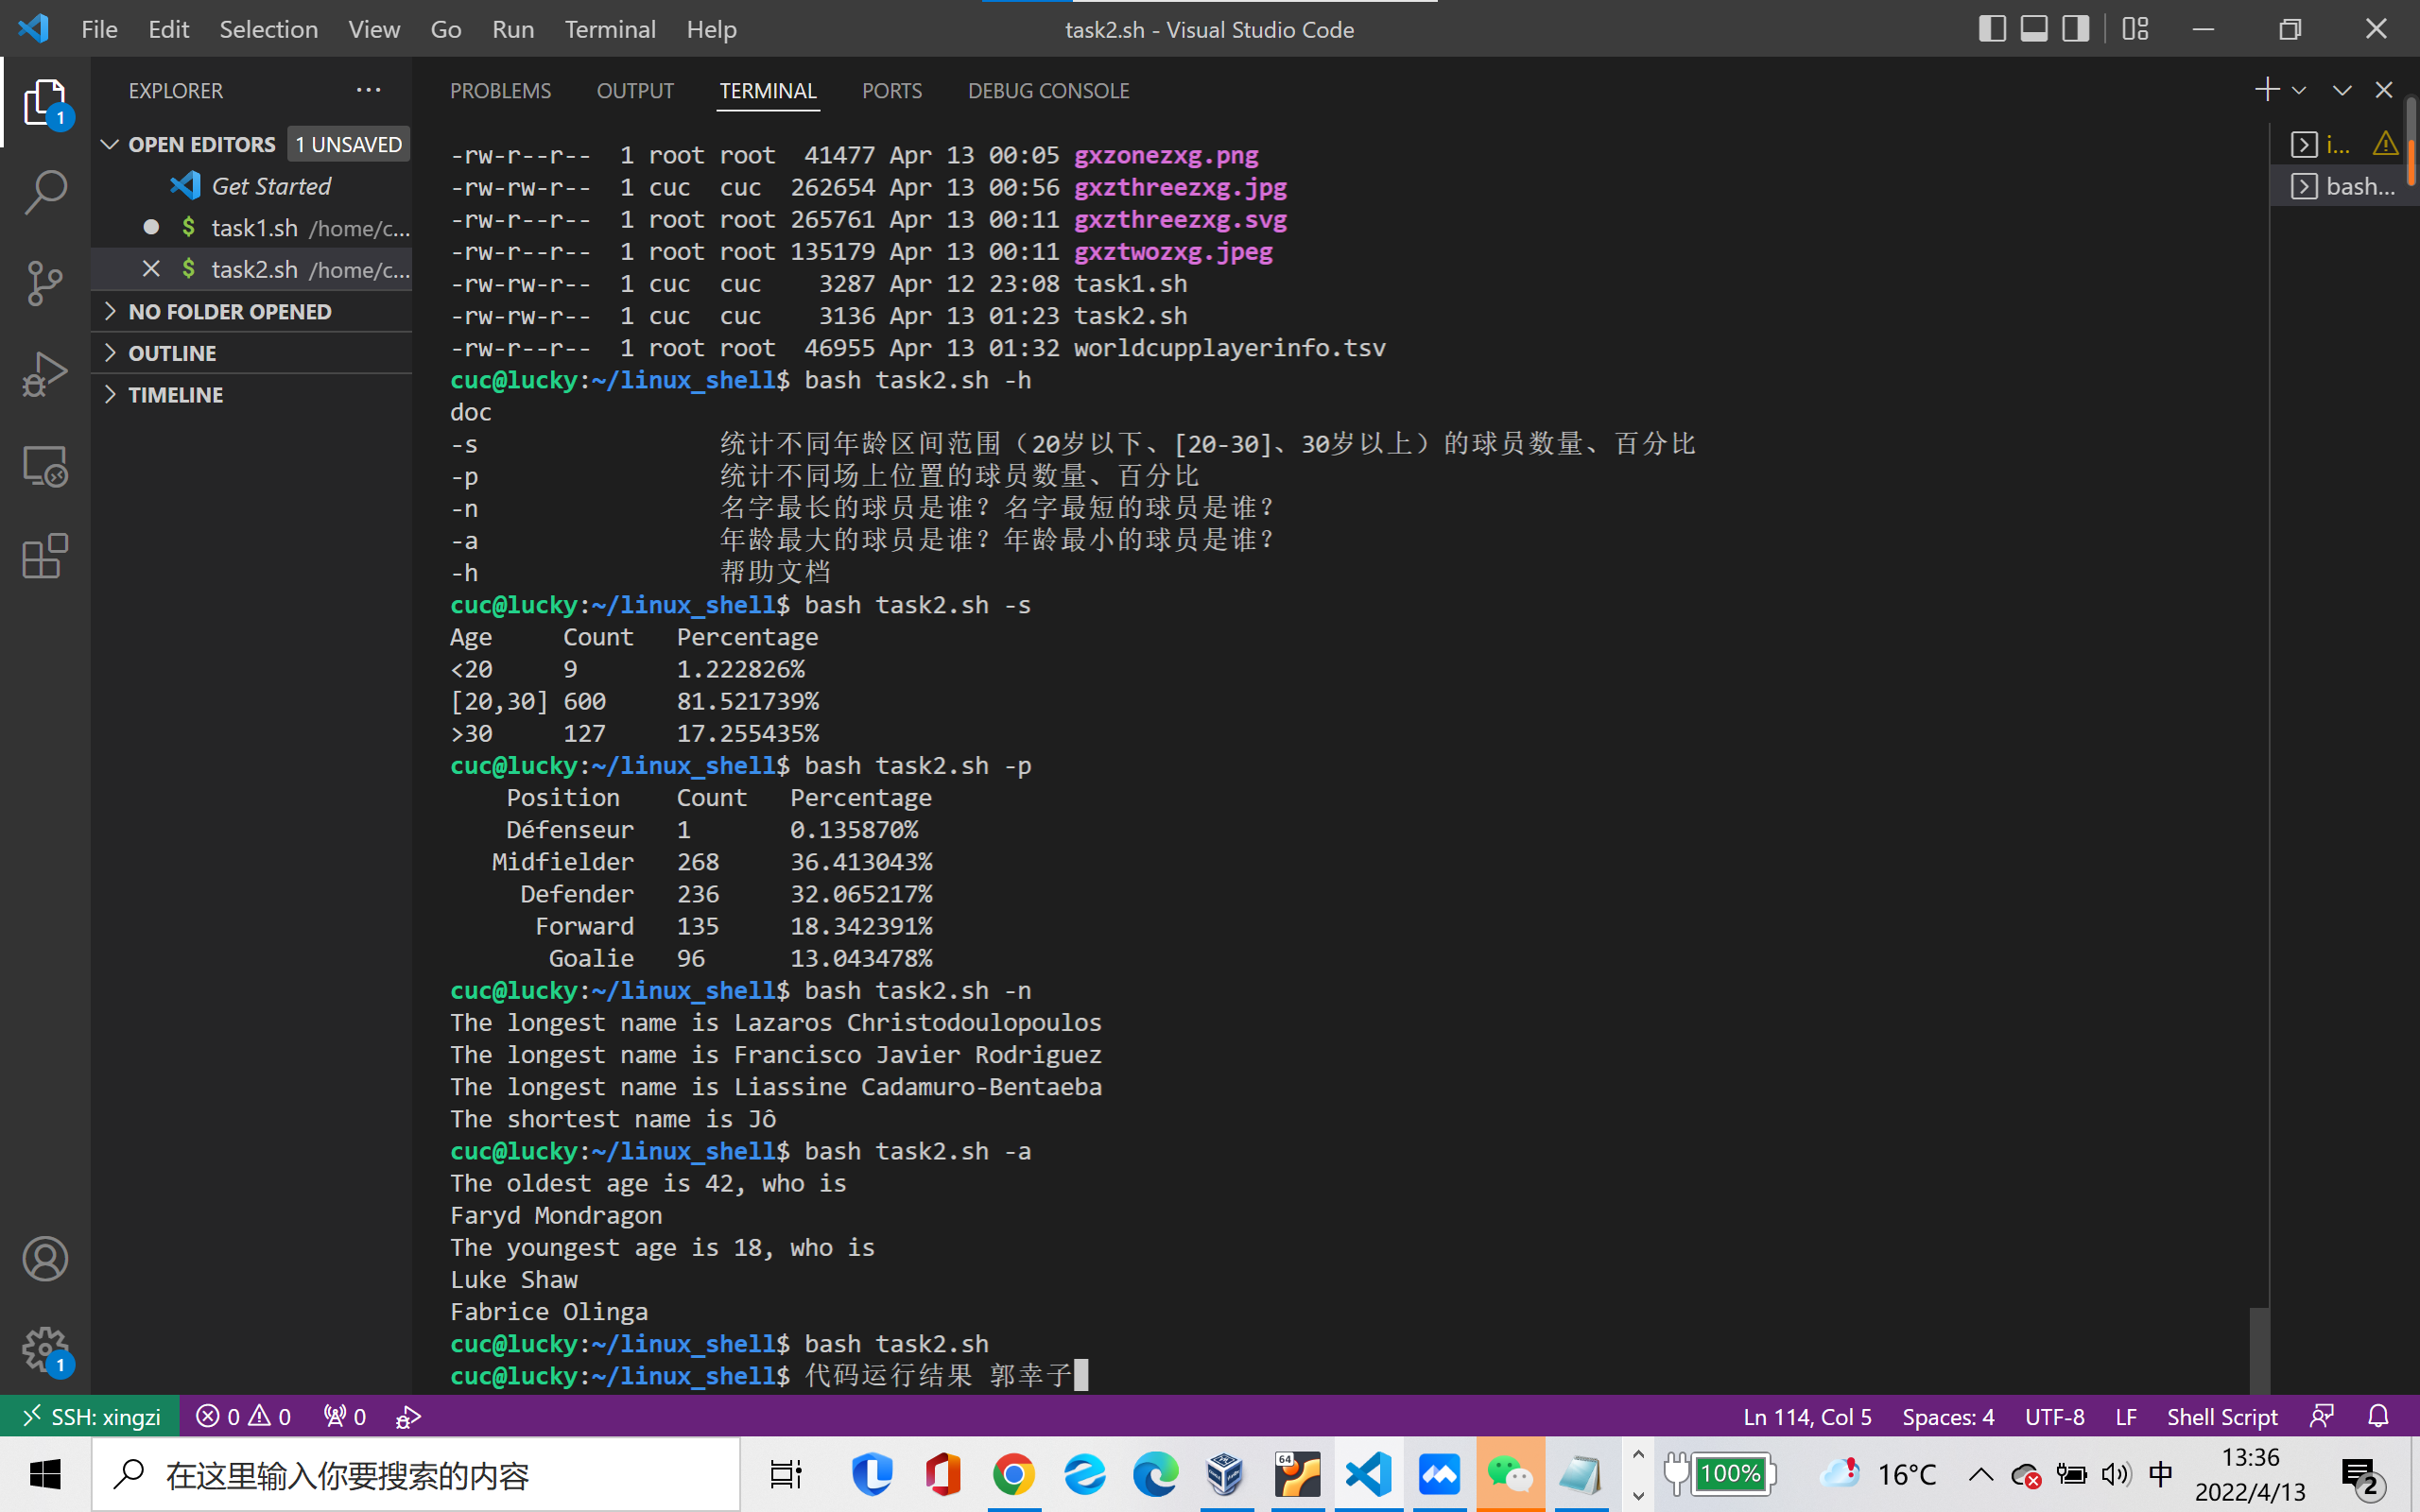 File Edit Selection View Go Run Terminal Help
task2.sh - Visual Studio Code
EXPLORER
PROBLEMS OUTPUT TERMINAL PORTS DEBUG CONSOLE
1
OPEN EDITORS 1 UNSAVED
Get Started
$ task1.sh /home/c...
$ task2.sh /home/c...
NO FOLDER OPENED
OUTLINE
TIMELINE
i...
bash...
-rw-r--r-- 1 root root 41477 Apr 13 00:05 gxzonezxg.png
-rw-rw-r-- 1 cuc cuc 262654 Apr 13 00:56 gxzthreezxg.jpg
-rw-r--r-- 1 root root 265761 Apr 13 00:11 gxzthreezxg.svg
-rw-r--r-- 1 root root 135179 Apr 13 00:11 gxztwozxg.jpeg
-rw-rw-r-- 1 cuc cuc 3287 Apr 12 23:08 task1.sh
-rw-rw-r-- 1 cuc cuc 3136 Apr 13 01:23 task2.sh
-rw-r--r-- 1 root root 46955 Apr 13 01:32 worldcupplayerinfo.tsv
cuc@lucky:~/linux_shell$ bash task2.sh -h
doc
-s 统计不同年龄区间范围（20岁以下、[20-30]、30岁以上）的球员数量、百分比
-p 统计不同场上位置的球员数量、百分比
-n 名字最长的球员是谁？名字最短的球员是谁？
-a 年龄最大的球员是谁？年龄最小的球员是谁？
-h 帮助文档
cuc@lucky:~/linux_shell$ bash task2.sh -s
Age Count Percentage
<20 9 1.222826%
[20,30] 600 81.521739%
>30 127 17.255435%
cuc@lucky:~/linux_shell$ bash task2.sh -p
Position Count Percentage
Défenseur 1 0.135870%
Midfielder 268 36.413043%
Defender 236 32.065217%
Forward 135 18.342391%
Goalie 96 13.043478%
cuc@lucky:~/linux_shell$ bash task2.sh -n
The longest name is Lazaros Christodoulopoulos
The longest name is Francisco Javier Rodriguez
The longest name is Liassine Cadamuro-Bentaeba
The shortest name is Jô
cuc@lucky:~/linux_shell$ bash task2.sh -a
The oldest age is 42, who is
Faryd Mondragon
The youngest age is 18, who is
Luke Shaw
Fabrice Olinga
cuc@lucky:~/linux_shell$ bash task2.sh
cuc@lucky:~/linux_shell$ 代码运行结果 郭幸子
1
SSH: xingzi 0 0 0
Ln 114, Col 5 Spaces: 4 UTF-8 LF Shell Script
在这里输入你要搜索的内容
64
100%
16°C
中
13:36
2022/4/13
2